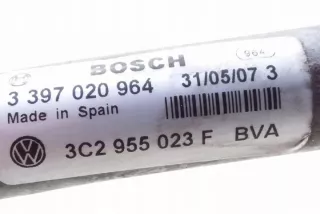 BOSCH 964
3 397 020 964 31/05/07 3
Made in Spain
3C2 955 023 F BVA